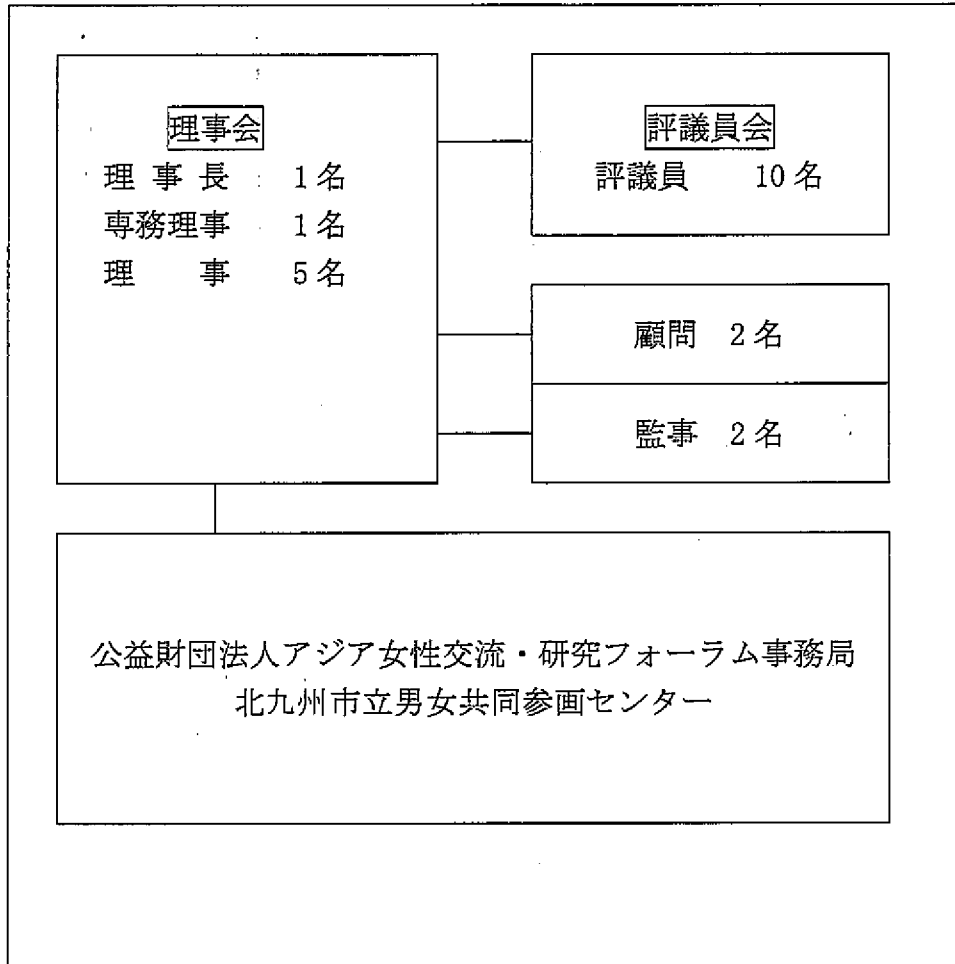 理事会
理事長 1名
専務理事 1名
理 事 5名
評議員会
評議員 10名
顧問 2名
監事 2名
公益財団法人アジア女性交流・研究フォーラム事務局
北九州市立男女共同参画センター